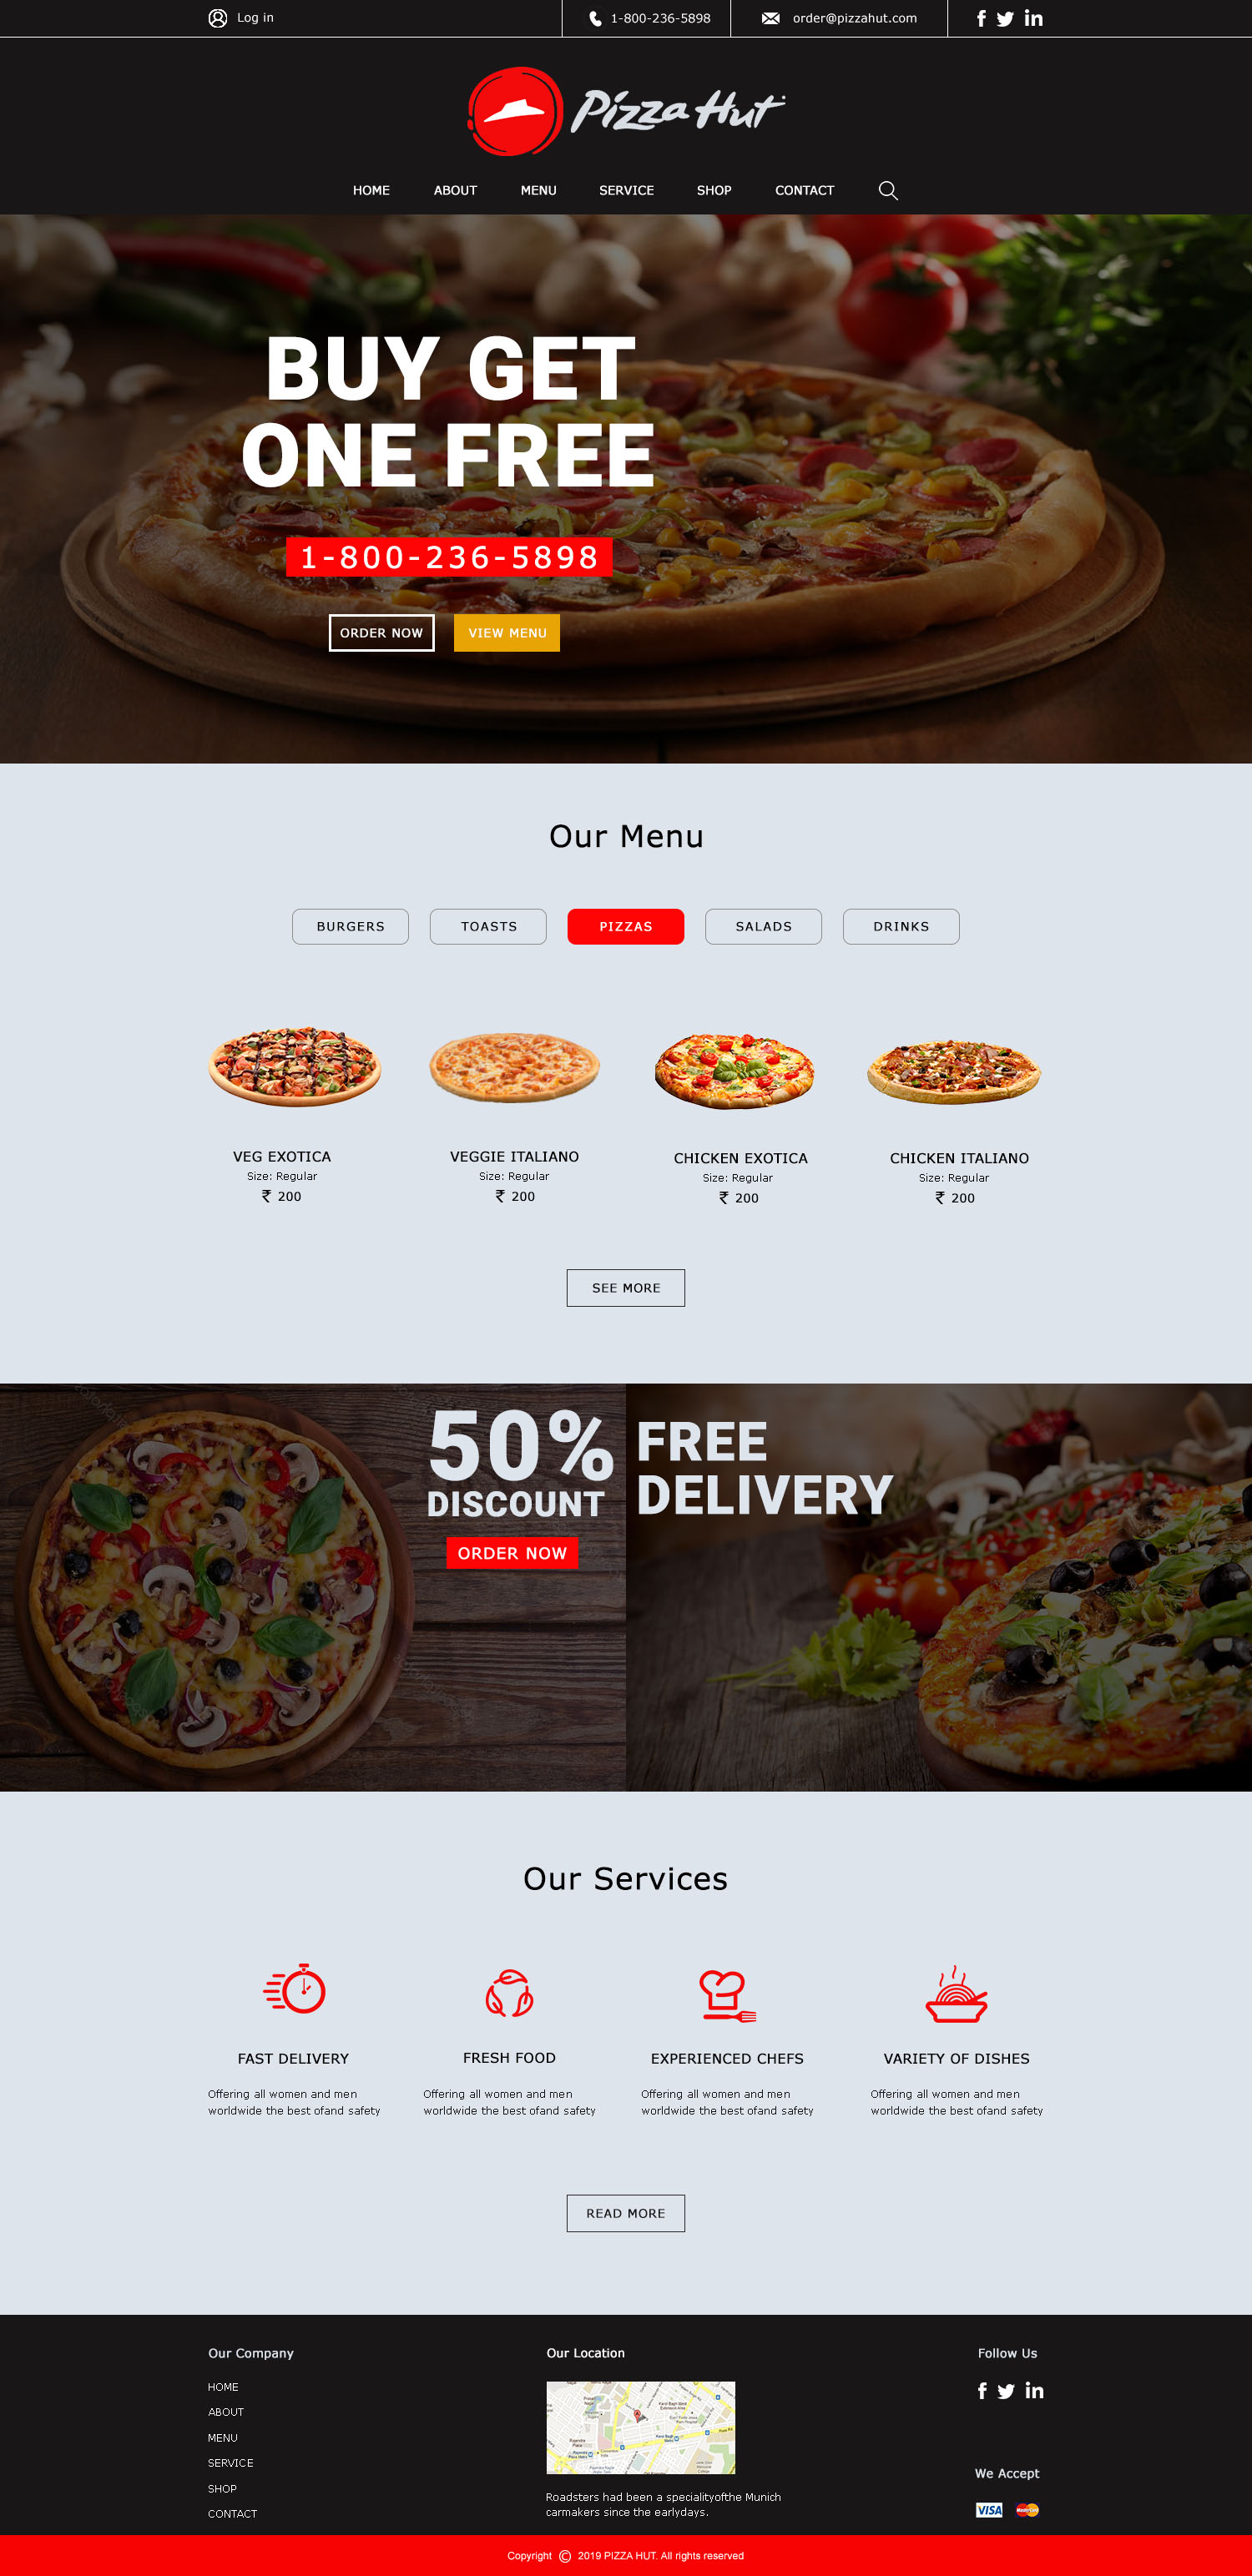 Log in
1-800-236-5898
order@pizzahut.com
Pizza Hut
HOME ABOUT MENU SERVICE SHOP CONTACT
BUY GET
ONE FREE
1-800-236-5898
ORDER NOW VIEW MENU
Our Menu
BURGERS TOASTS PIZZAS SALADS DRINKS
VEG EXOTICA
Size: Regular
₹ 200
VEGGIE ITALIANO
Size: Regular
₹ 200
CHICKEN EXOTICA
Size: Regular
₹ 200
CHICKEN ITALIANO
Size: Regular
₹ 200
SEE MORE
50%
DISCOUNT
ORDER NOW
FREE
DELIVERY
Our Services
FAST DELIVERY
Offering all women and men
worldwide the best ofand safety
FRESH FOOD
Offering all women and men
worldwide the best ofand safety
EXPERIENCED CHEFS
Offering all women and men
worldwide the best ofand safety
VARIETY OF DISHES
Offering all women and men
worldwide the best ofand safety
READ MORE
Our Company
HOME
ABOUT
MENU
SERVICE
SHOP
CONTACT
Our Location
Roadsters had been a specialityofthe Munich
carmakers since the earlydays.
Follow Us
We Accept
VISA MasterCard
Copyright © 2019 PIZZA HUT. All rights reserved